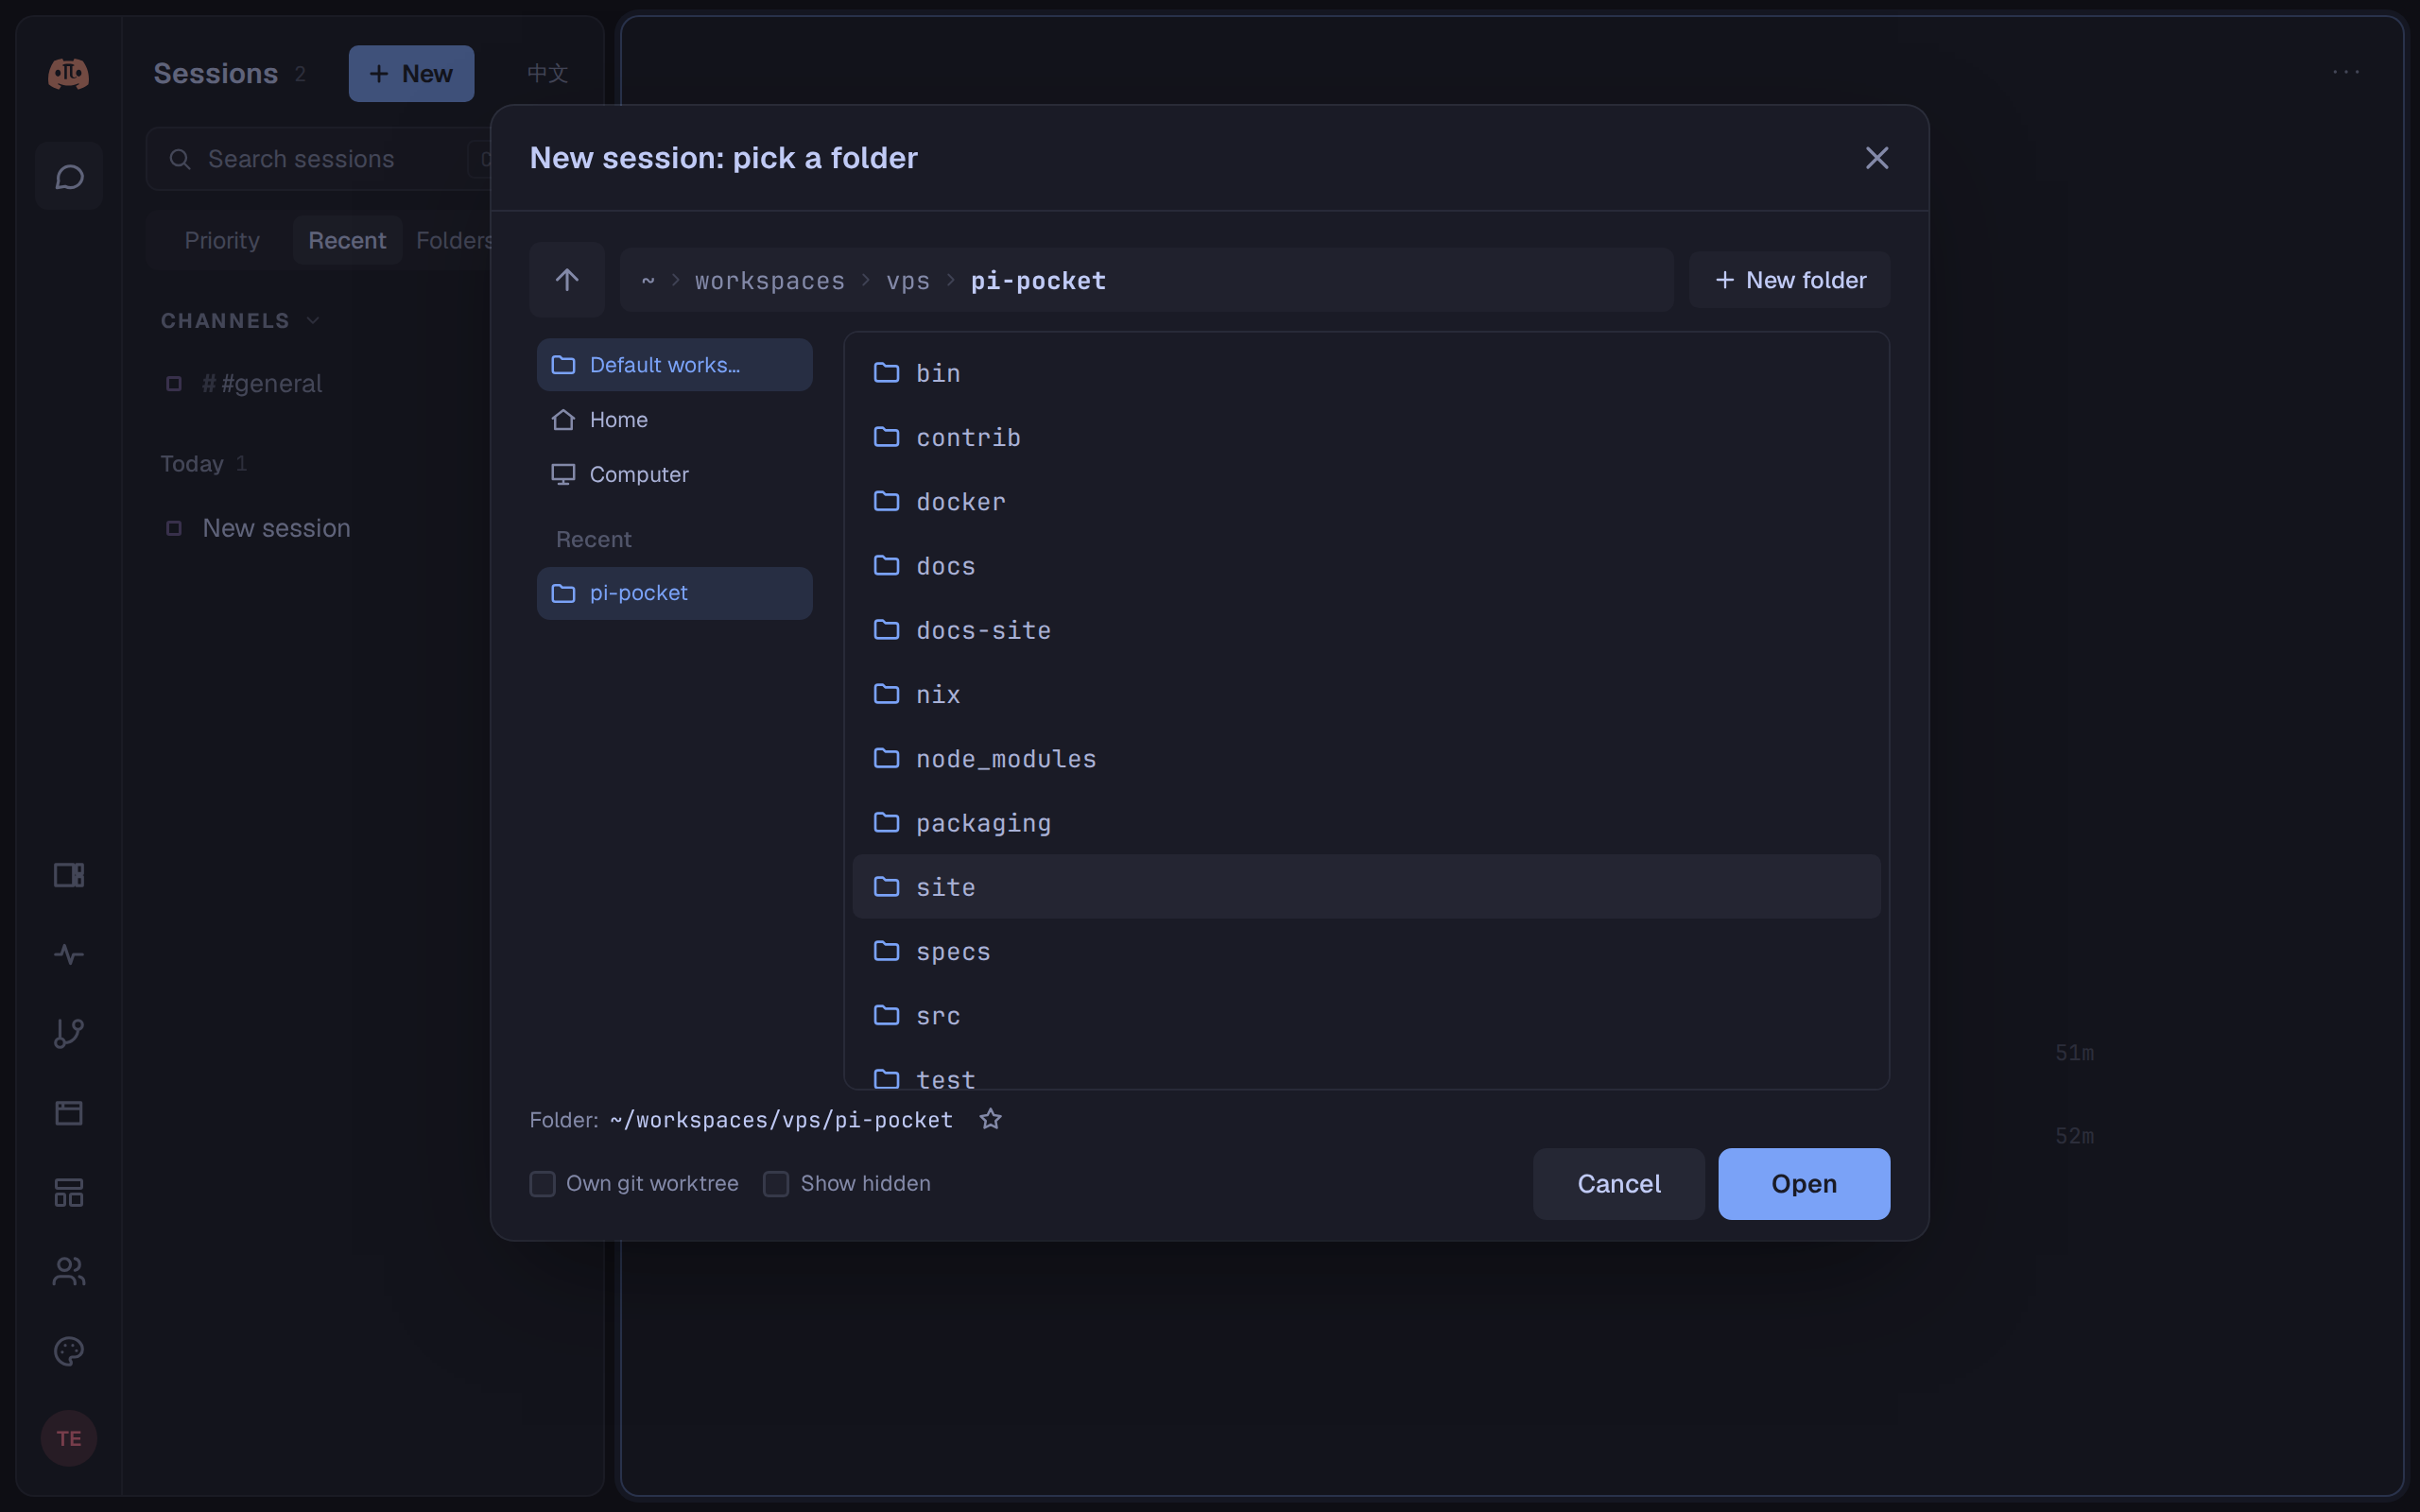 Sessions 2
+ New
中文
Search sessions
Priority Recent Folders
CHANNELS
# #general
Today 1
New session
TE
New session: pick a folder
~ > workspaces > vps > pi-pocket
+ New folder
Default works...
Home
Computer
Recent
pi-pocket
bin
contrib
docker
docs
docs-site
nix
node_modules
packaging
site
specs
src
test
Folder: ~/workspaces/vps/pi-pocket
Own git worktree
Show hidden
Cancel
Open
...
51m
52m